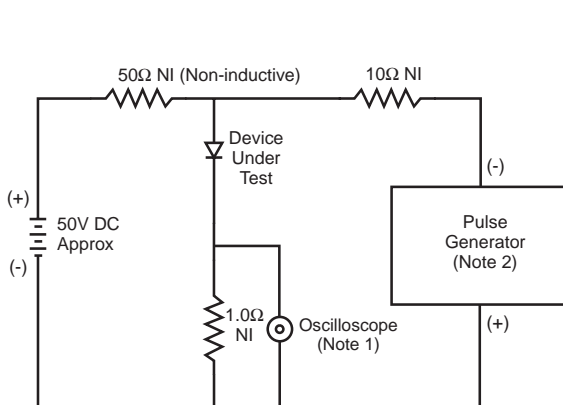 50Ω NI (Non-inductive)
10Ω NI
Device
Under
Test
(-)
(+)
50V DC
Approx
(-)
Pulse
Generator
(Note 2)
1.0Ω
NI
Oscilloscope
(Note 1)
(+)